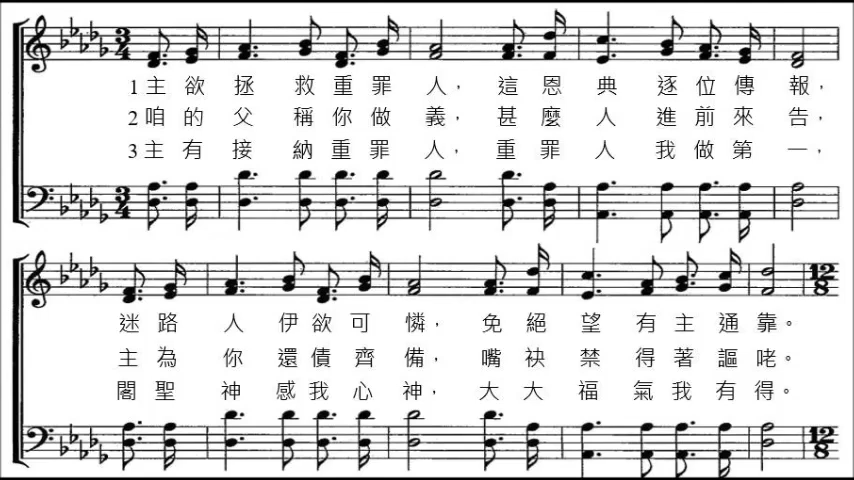 1主欲拯救重罪人，這恩典逐位傳報，
2咱的父稱你做義，甚麼人進前來告，
3主有接納重罪人，重罪人我做第一，
迷路人伊欲可憐，免絕望有主通靠。
主為你還債齊備，嘴袂禁得著謳咾。
閣聖神感我心神，大大福氣我有得。